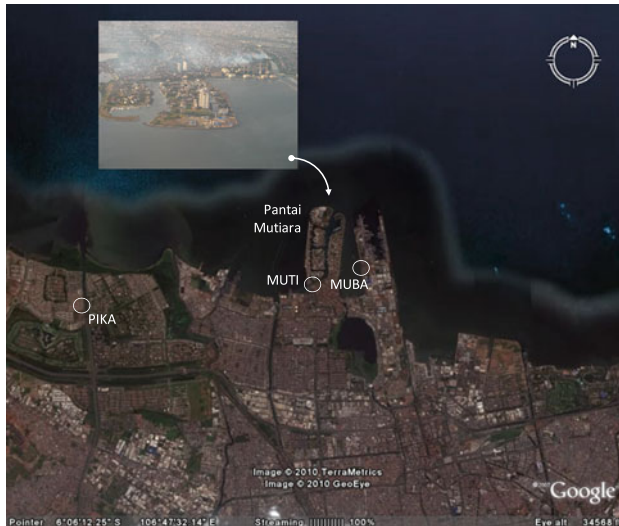 N
Pantai
Mutiara
MUTI
MUBA
PIKA
Image © 2010 TerraMetrics
Image © 2010 GeoEye
Google
Pointer 6°06'12.25" S 106°47'32.14" E Streaming |||||||||| 100% Eye alt 34568